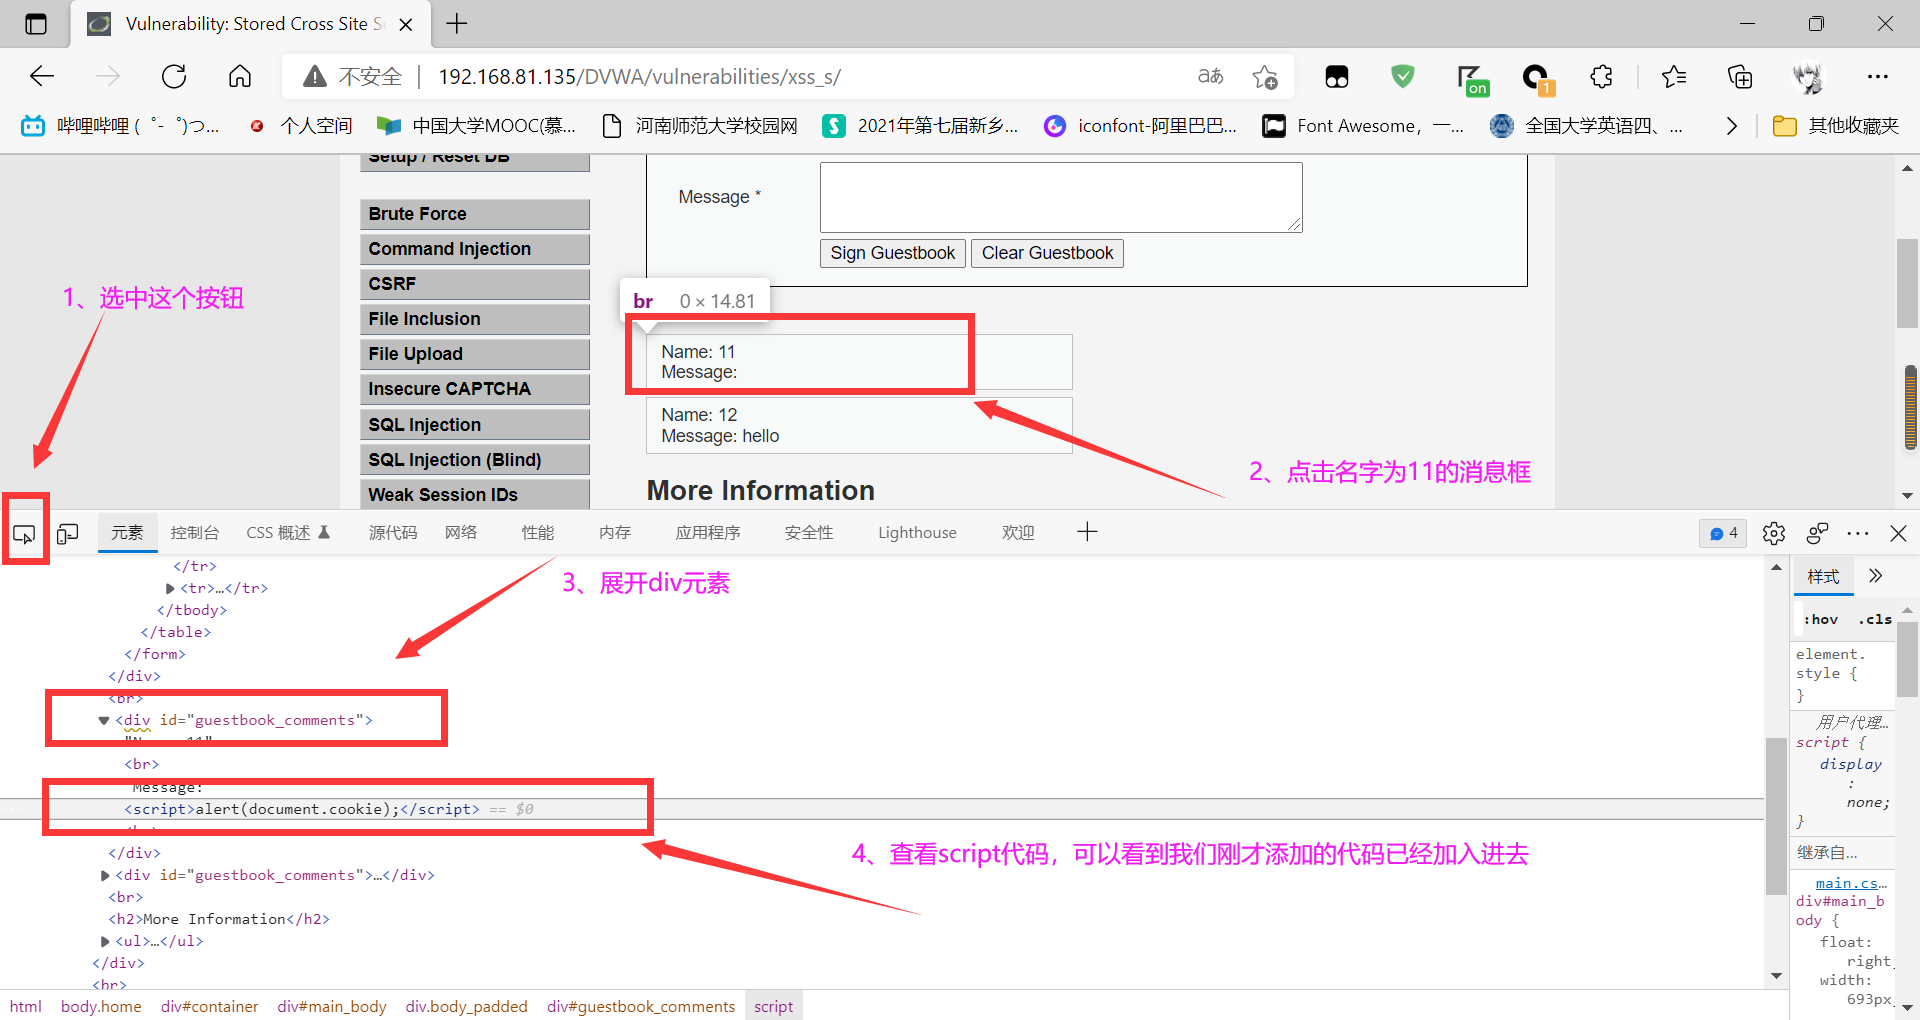 Vulnerability: Stored Cross Site S
不安全 | 192.168.81.135/DVWA/vulnerabilities/xss_s/
aあ
on
1
哔哩哔哩 (゜-゜)つ...
个人空间
中国大学MOOC(慕...
河南师范大学校园网
2021年第七届新乡...
iconfont-阿里巴巴...
Font Awesome，一...
全国大学英语四、...
其他收藏夹
Setup / Reset DB
Brute Force
Command Injection
CSRF
File Inclusion
File Upload
Insecure CAPTCHA
SQL Injection
SQL Injection (Blind)
Weak Session IDs
Message *
Sign Guestbook
Clear Guestbook
br 0 × 14.81
Name: 11
Message:
Name: 12
Message: hello
More Information
1、选中这个按钮
2、点击名字为11的消息框
元素
控制台
CSS 概述
源代码
网络
性能
内存
应用程序
安全性
Lighthouse
欢迎
4
3、展开div元素
</tr>
<tr>…</tr>
</tbody>
</table>
</form>
</div>
<br>
<div id="guestbook_comments">
<br>
Message:
<script>alert(document.cookie);</script> == $0
</div>
<div id="guestbook_comments">…</div>
<br>
<h2>More Information</h2>
<ul>…</ul>
</div>
<br>
4、查看script代码，可以看到我们刚才添加的代码已经加入进去
样式
:hov .cls
element.
style {
}
用户代理…
script {
display
:
none;
}
继承自…
main.cs…
div#main_b
ody {
float:
right;
width:
693px;
html
body.home
div#container
div#main_body
div.body_padded
div#guestbook_comments
script